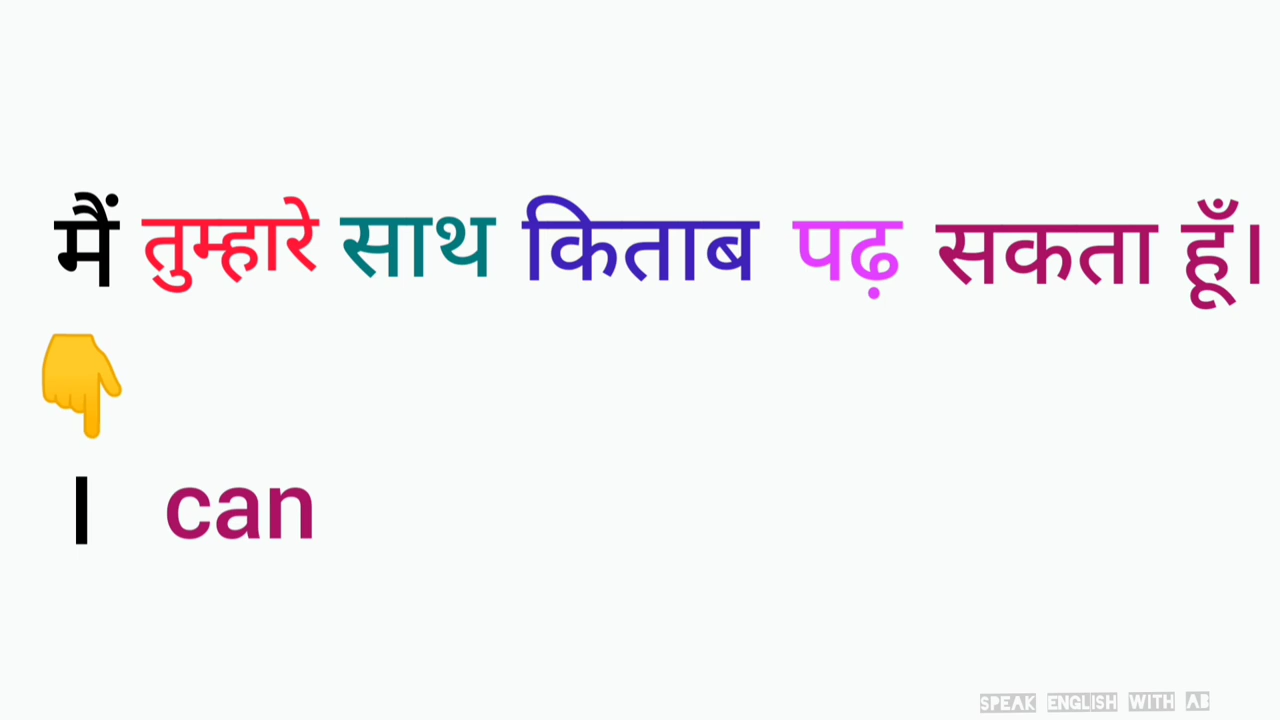 मैं तुम्हारे साथ किताब पढ़ सकता हूँ।
I can
SPEAK ENGLISH WITH AB